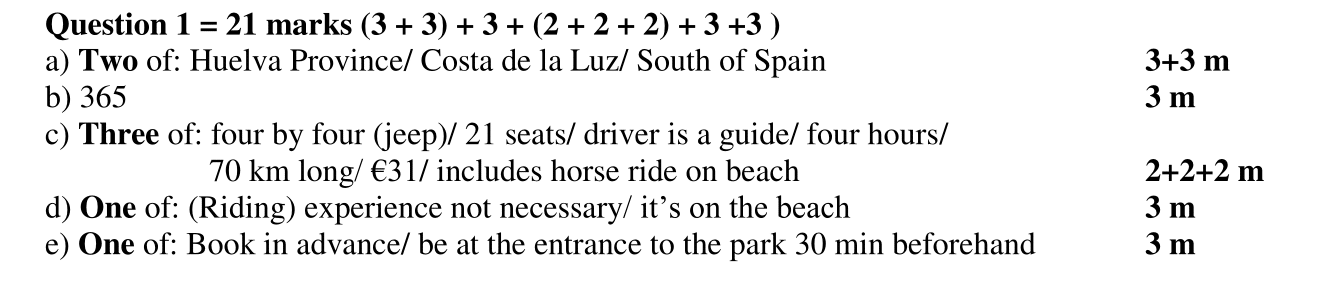 Question 1 = 21 marks (3 + 3) + 3 + (2 + 2 + 2) + 3 +3 )
a) Two of: Huelva Province/ Costa de la Luz/ South of Spain 3+3 m
b) 365 3 m
c) Three of: four by four (jeep)/ 21 seats/ driver is a guide/ four hours/
70 km long/ €31/ includes horse ride on beach 2+2+2 m
d) One of: (Riding) experience not necessary/ it’s on the beach 3 m
e) One of: Book in advance/ be at the entrance to the park 30 min beforehand 3 m